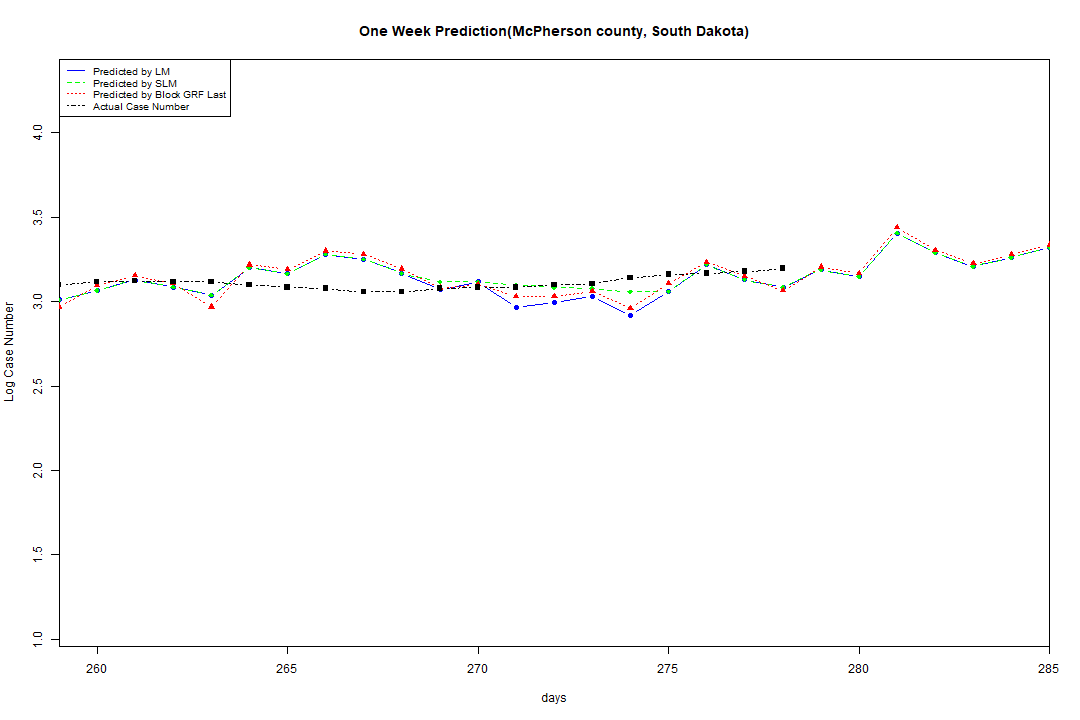 One Week Prediction(McPherson county, South Dakota)
Predicted by LM
Predicted by SLM
Predicted by Block GRF Last
Actual Case Number
4.0
3.5
3.0
2.5
2.0
1.5
1.0
Log Case Number
260 265 270 275 280 285
days